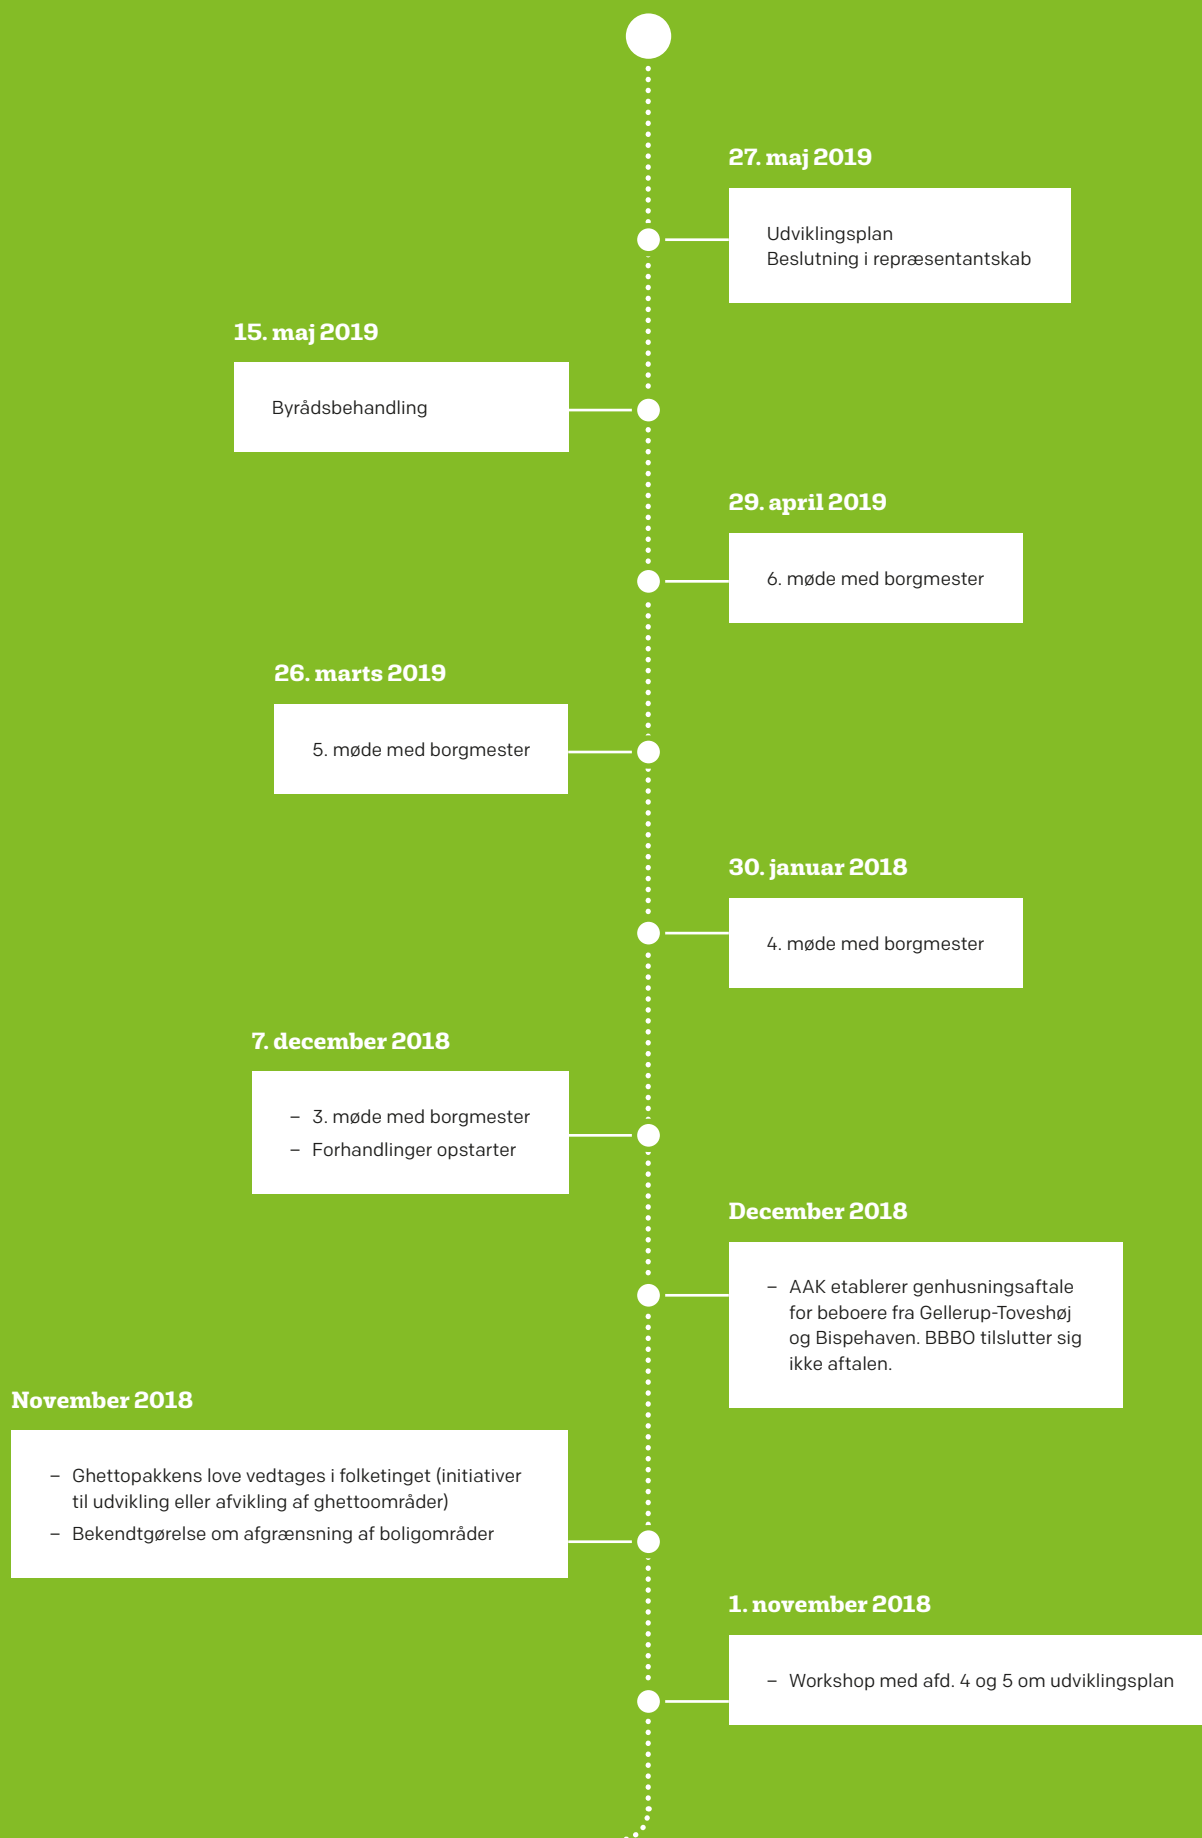 27. maj 2019
Udviklingsplan
Beslutning i repræsentantskab
15. maj 2019
Byrådsbehandling
29. april 2019
6. møde med borgmester
26. marts 2019
5. møde med borgmester
30. januar 2018
4. møde med borgmester
7. december 2018
– 3. møde med borgmester
– Forhandlinger opstarter
December 2018
– AAK etablerer genhusningsaftale
for beboere fra Gellerup-Toveshøj
og Bispehaven. BBBO tilslutter sig
ikke aftalen.
November 2018
– Ghettopakkens love vedtages i folketinget (initiativer
til udvikling eller afvikling af ghettoområder)
– Bekendtgørelse om afgrænsning af boligområder
1. november 2018
– Workshop med afd. 4 og 5 om udviklingsplan